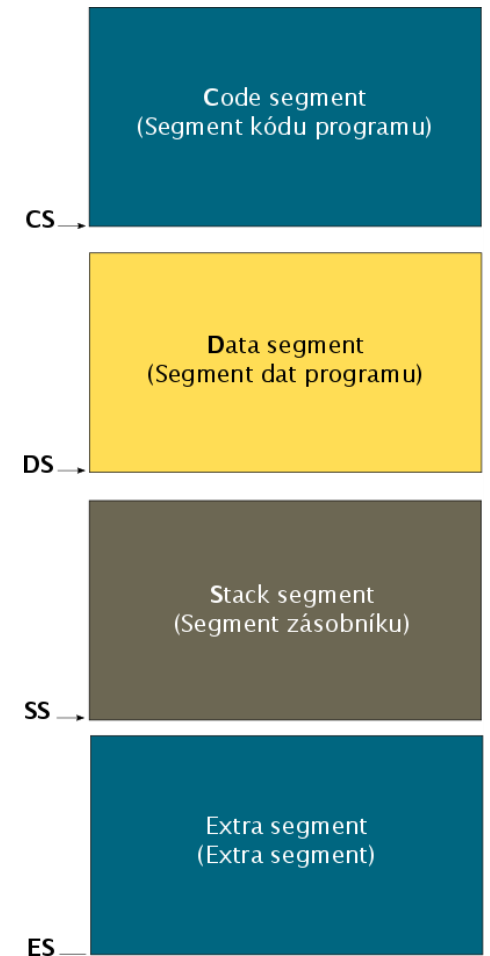 Code segment
(Segment kódu programu)
CS
Data segment
(Segment dat programu)
DS
Stack segment
(Segment zásobníku)
SS
Extra segment
(Extra segment)
ES